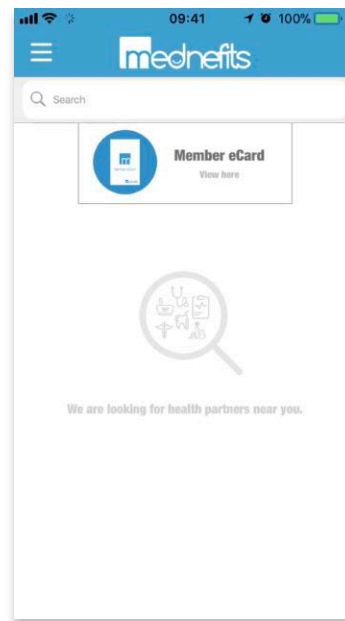 09:41
100%
mednefits
Search
Member eCard
View here
We are looking for health partners near you.